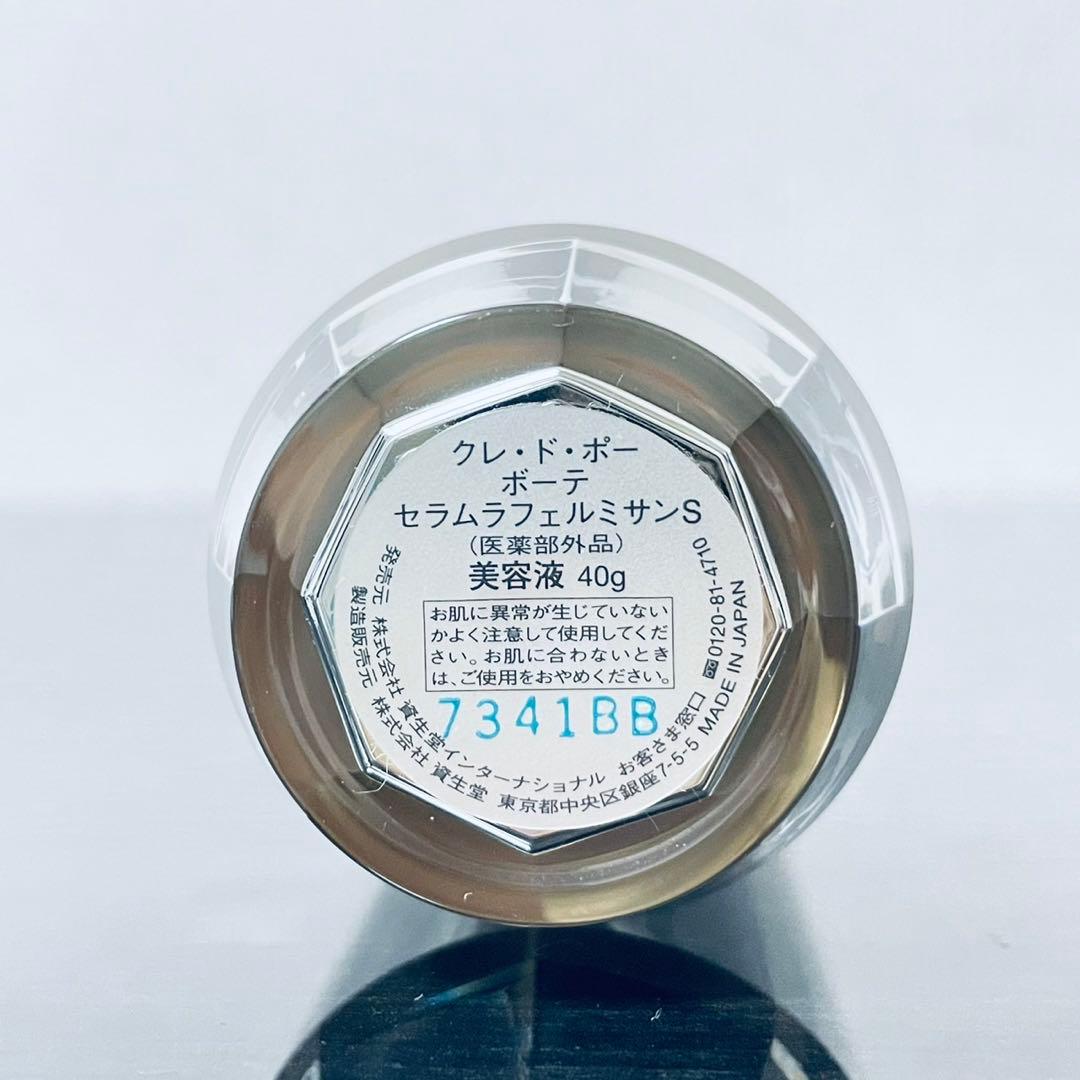 クレ・ド・ポー
ボーテ
セラムラフェルミサンS
(医薬部外品)
美容液 40g
お肌に異常が生じていない
かよく注意して使用してくだ
さい。お肌に合わないとき
は、ご使用をおやめください。
7341BB
発売元 株式会社 資生堂インターナショナル お客さま窓口 0120-81-4710
製造販売元 株式会社 資生堂 東京都中央区銀座7-5-5 MADE IN JAPAN